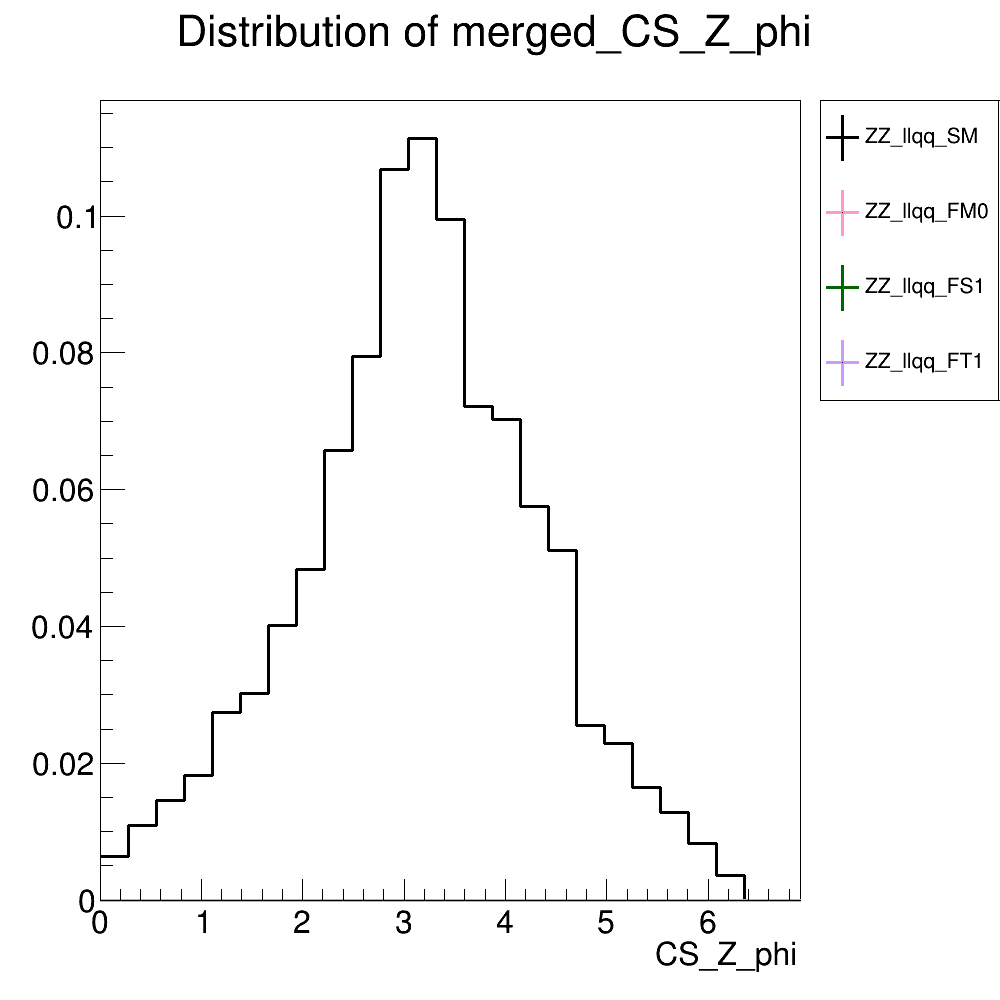 Distribution of merged_CS_Z_phi
ZZ_llqq_SM
ZZ_llqq_FM0
ZZ_llqq_FS1
ZZ_llqq_FT1
0.1
0.08
0.06
0.04
0.02
0
0 1 2 3 4 5 6
CS_Z_phi